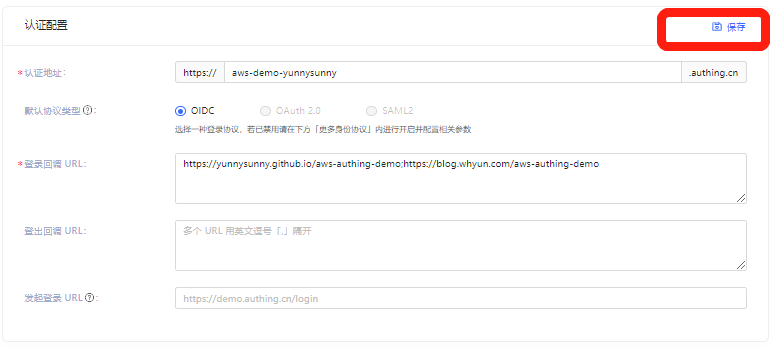 认证配置
保存
*认证地址：
https://
aws-demo-yunnysunny
.authing.cn
默认协议类型?：
OIDC
OAuth 2.0
SAML2
选择一种登录协议，若已禁用请在下方「更多身份协议」内进行开启并配置相关参数
*登录回调 URL：
https://yunnysunny.github.io/aws-authing-demo;https://blog.whyun.com/aws-authing-demo
登出回调 URL：
多个 URL 用英文逗号「,」隔开
发起登录 URL?：
https://demo.authing.cn/login